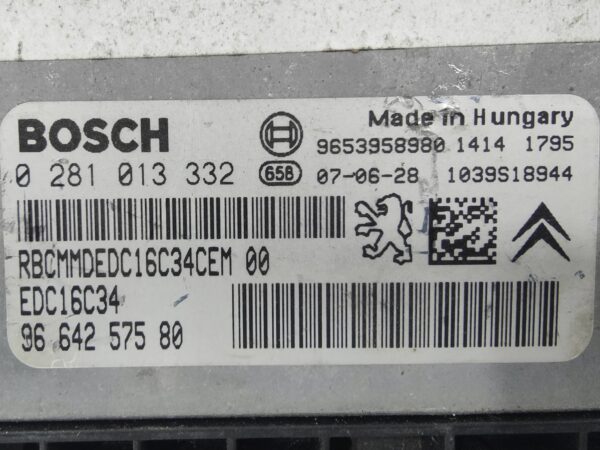 Made in Hungary
BOSCH
9653958980 1414 1795
0 281 013 332 658 07-06-28 1039S18944
RBCMMDEDC16C34CEM 00
EDC16C34
96 642 575 80